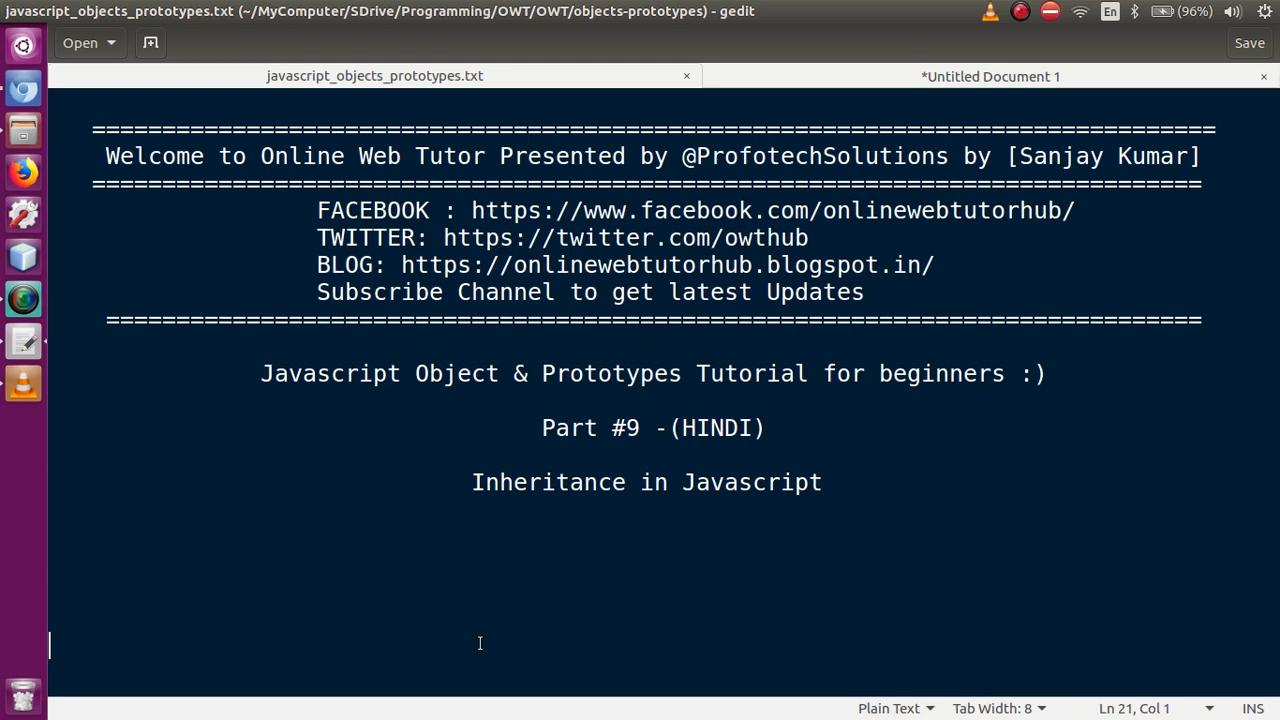 javascript_objects_prototypes.txt (~/MyComputer/SDrive/Programming/OWT/OWT/objects-prototypes) - gedit
En
(96%)
Open
Save
javascript_objects_prototypes.txt ×
*Untitled Document 1 ×
================================================================================
Welcome to Online Web Tutor Presented by @ProfotechSolutions by [Sanjay Kumar]
===============================================================================
FACEBOOK : https://www.facebook.com/onlinewebtutorhub/
TWITTER: https://twitter.com/owthub
BLOG: https://onlinewebtutorhub.blogspot.in/
Subscribe Channel to get latest Updates
==============================================================================
Javascript Object & Prototypes Tutorial for beginners :)
Part #9 -(HINDI)
Inheritance in Javascript
Plain Text
Tab Width: 8
Ln 21, Col 1
INS